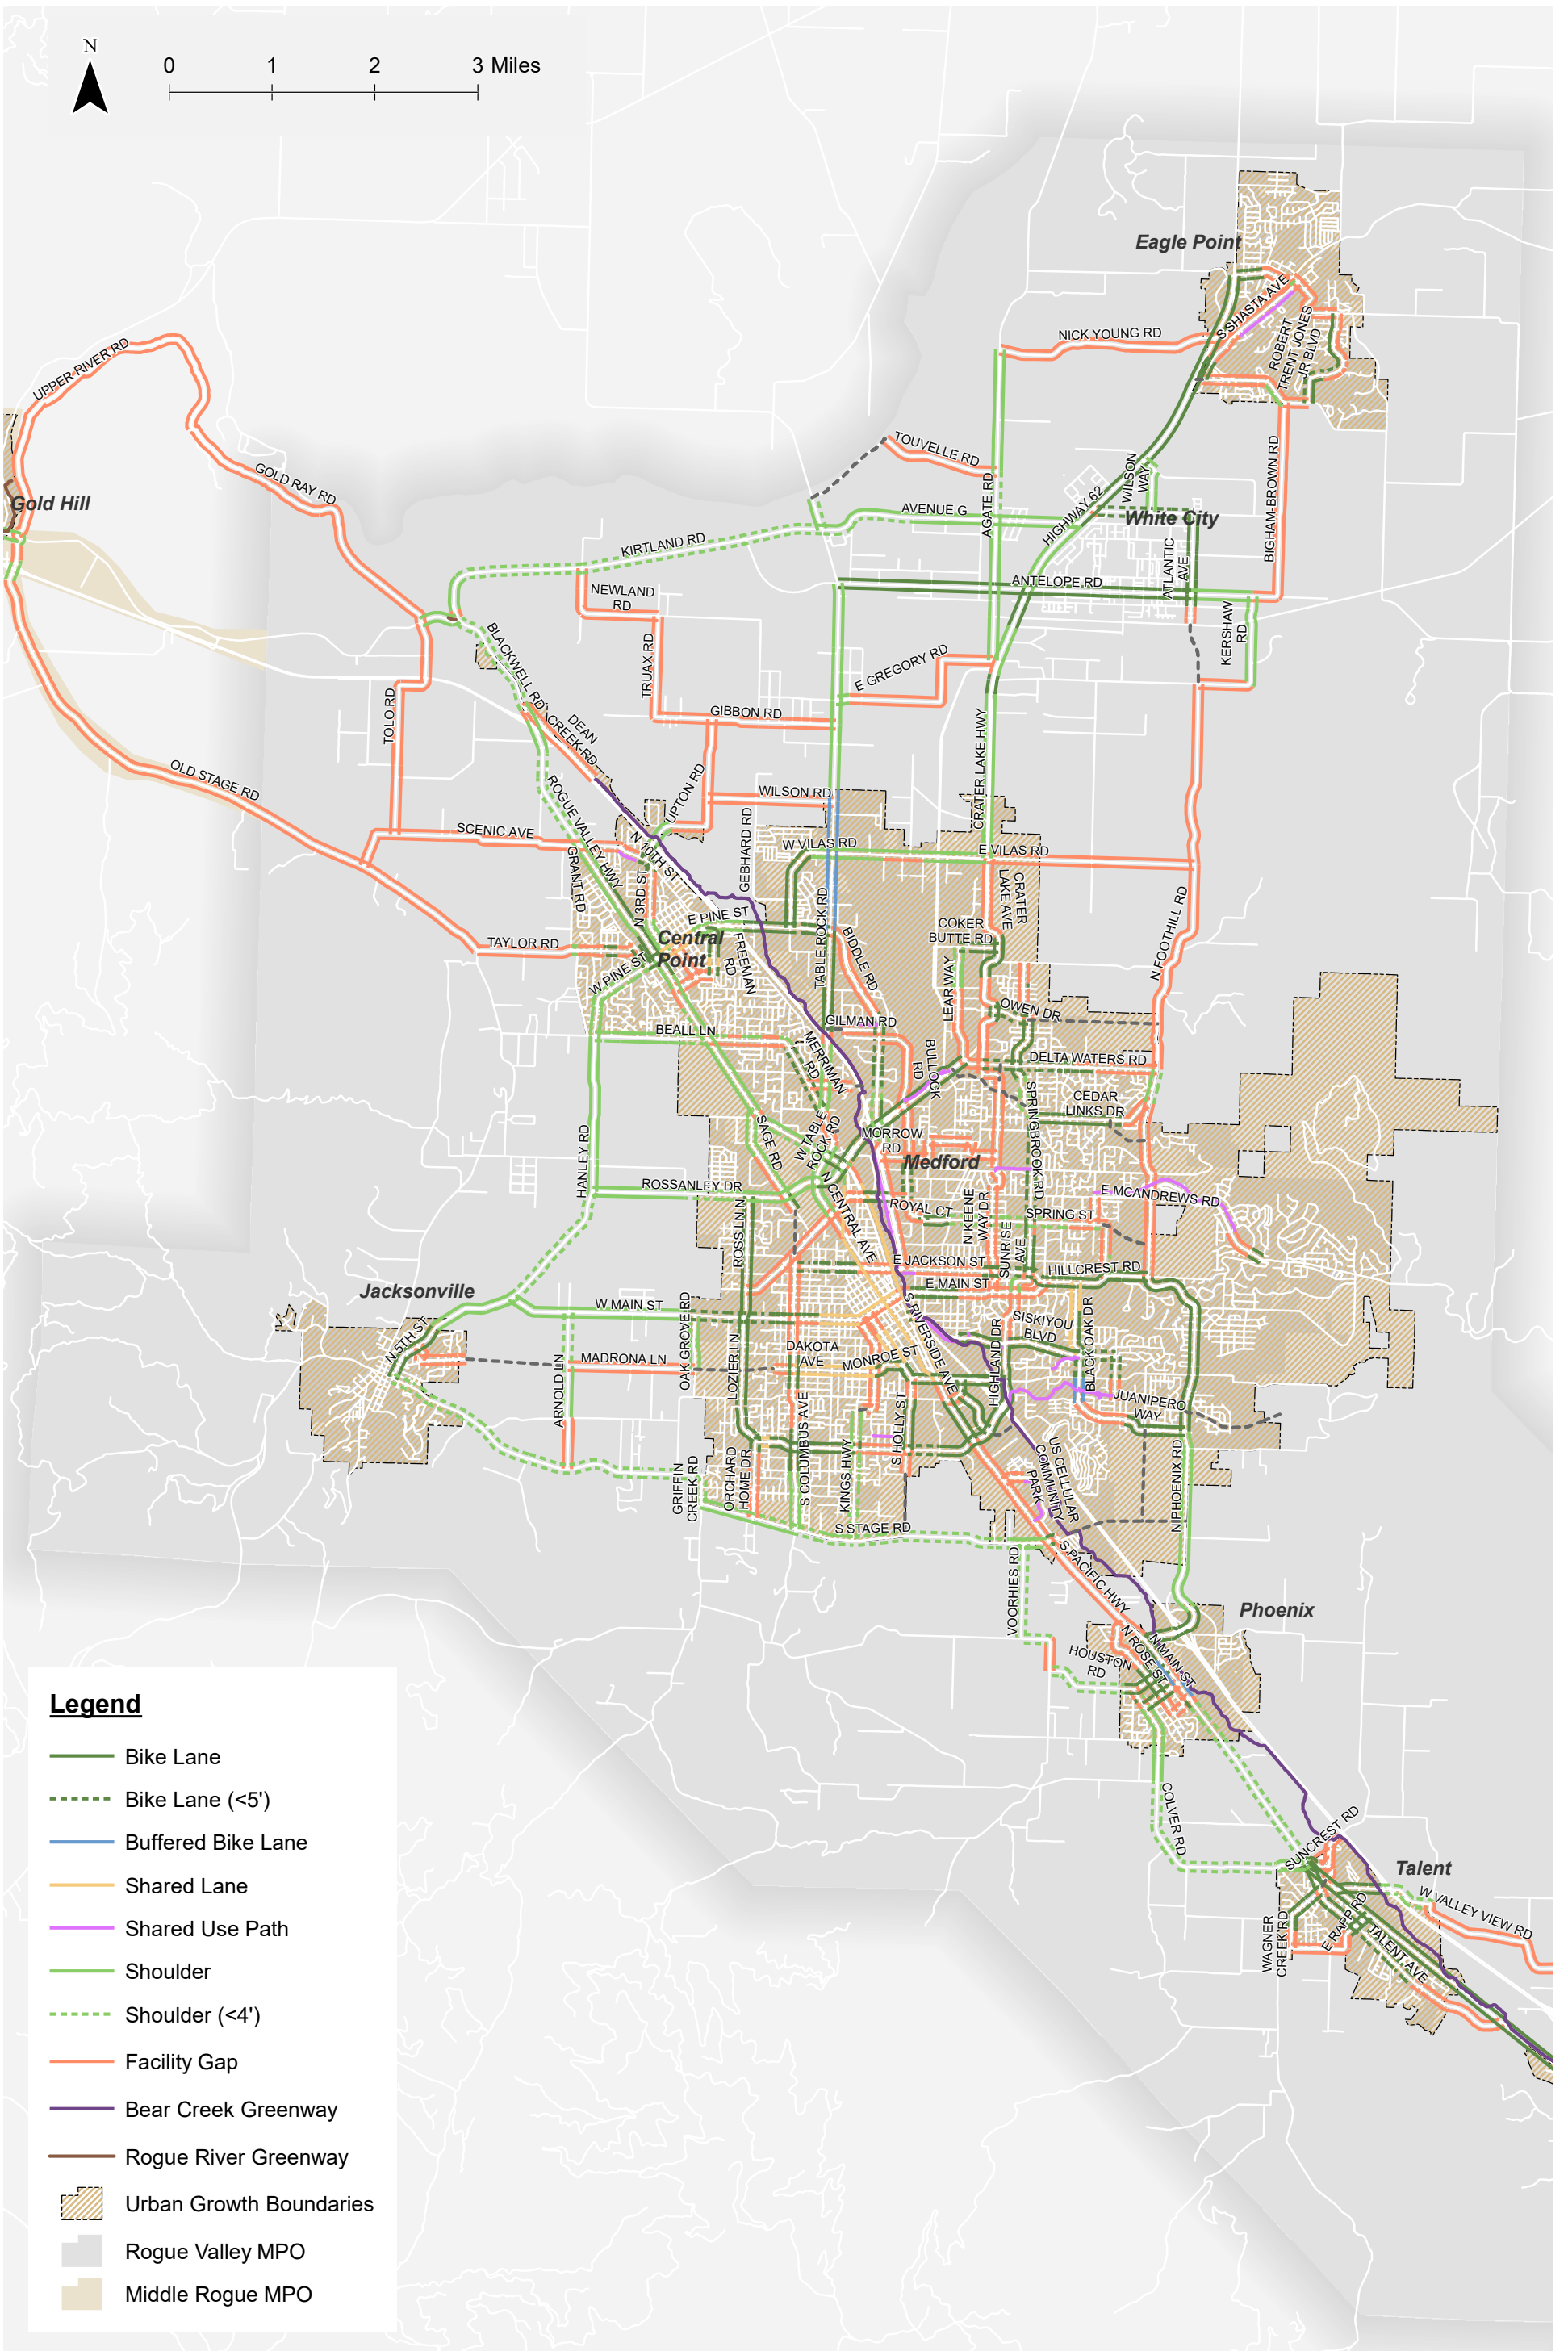 N
0
1
2
3 Miles
Eagle Point
S SHASTA AVE
ROBERT
TRENT JONES
JR BLVD
NICK YOUNG RD
UPPER RIVER RD
TOUVELLE RD
GOLD RAY RD
Gold Hill
AGATE RD
WILSON
WAY
BIGHAM-BROWN RD
AVENUE G
HIGHWAY 62
White City
KIRTLAND RD
ATLANTIC
AVE
ANTELOPE RD
NEWLAND
RD
KERSHAW
RD
BLACKWELL RD
TRUAX RD
E GREGORY RD
TOLO RD
DEAN
CREEK RD
GIBBON RD
CRATER LAKE HWY
OLD STAGE RD
ROGUE VALLEY HWY
UPTON RD
WILSON RD
SCENIC AVE
N 10TH ST
GEBHARD RD
W VILAS RD
E VILAS RD
GRANT RD
N 3RD ST
TABLE ROCK RD
CRATER
LAKE AVE
N FOOTHILL RD
E PINE ST
COKER
BUTTE RD
TAYLOR RD
Central
Point
FREEMAN
RD
BIDDLE RD
W PINE ST
LEAR WAY
OWEN DR
GILMAN RD
BEALL LN
MERRIMAN
RD
BULLOCK
RD
DELTA WATERS RD
CEDAR
LINKS DR
SPRINGBROOK RD
SAGE RD
W TABLE
ROCK RD
MORROW
RD
Medford
HANLEY RD
ROSSANLEY DR
E MCANDREWS RD
N CENTRAL AVE
ROYAL CT
N KEENE
WAY DR
SPRING ST
ROSS LN N
SUNRISE
AVE
E JACKSON ST
HILLCREST RD
E MAIN ST
Jacksonville
W MAIN ST
OAK GROVE RD
S RIVERSIDE AVE
SISKIYOU
BLVD
BLACK OAK DR
N 5TH ST
HIGHLAND DR
DAKOTA
AVE
MONROE ST
MADRONA LN
LOZIER LN
ARNOLD LN
JUANIPERO
WAY
S COLUMBUS AVE
S HOLLY ST
KINGS HWY
N PHOENIX RD
US CELLULAR
COMMUNITY
PARK
GRIFFIN
CREEK RD
ORCHARD
HOME DR
S STAGE RD
S PACIFIC HWY
VOORHIES RD
Phoenix
HOUSTON
RD
N ROSE ST
N MAIN ST
COLVER RD
SUNCREST RD
Talent
W VALLEY VIEW RD
WAGNER
CREEK RD
E RAPP RD
TALENT AVE
Legend
Bike Lane
Bike Lane (<5')
Buffered Bike Lane
Shared Lane
Shared Use Path
Shoulder
Shoulder (<4')
Facility Gap
Bear Creek Greenway
Rogue River Greenway
Urban Growth Boundaries
Rogue Valley MPO
Middle Rogue MPO